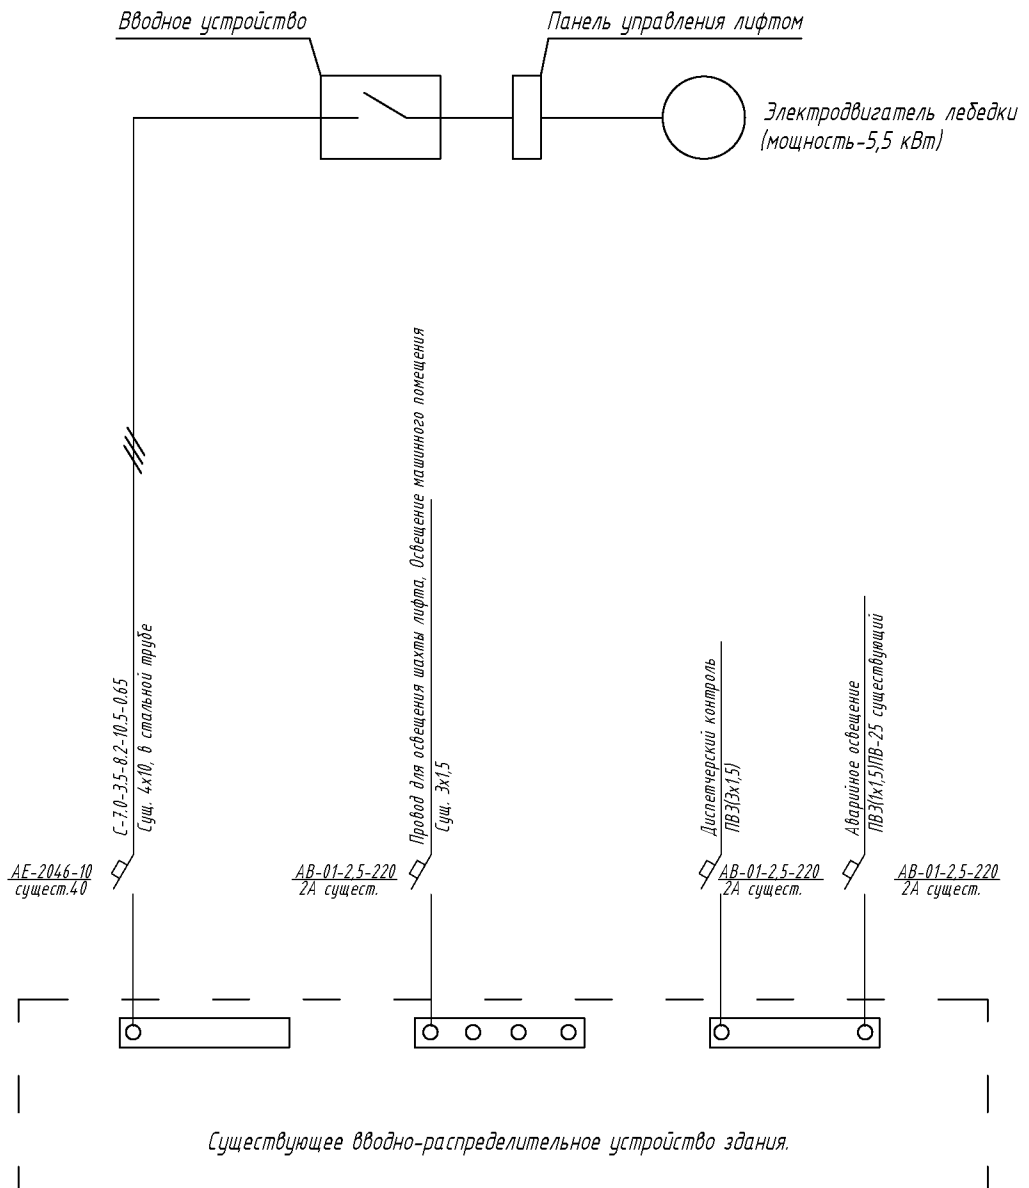 Вводное устройство
Панель управления лифтом
Электродвигатель лебедки
(мощность-5,5 кВт)
С-7.0-3.5-8.2-10.5-0.65
Сущ. 4х10, в стальной трубе
Провод для освещения шахты лифта, Освещение машинного помещения
Сущ. 3х1,5
Диспетчерский контроль
ПВ3(3х1,5)
Аварийное освещение
ПВ3(1х1,5)ПВ-25 существующий
АЕ-2046-10
сущест.40
АВ-01-2,5-220
2А сущест.
АВ-01-2,5-220
2А сущест.
АВ-01-2,5-220
2А сущест.
Существующее вводно-распределительное устройство здания.